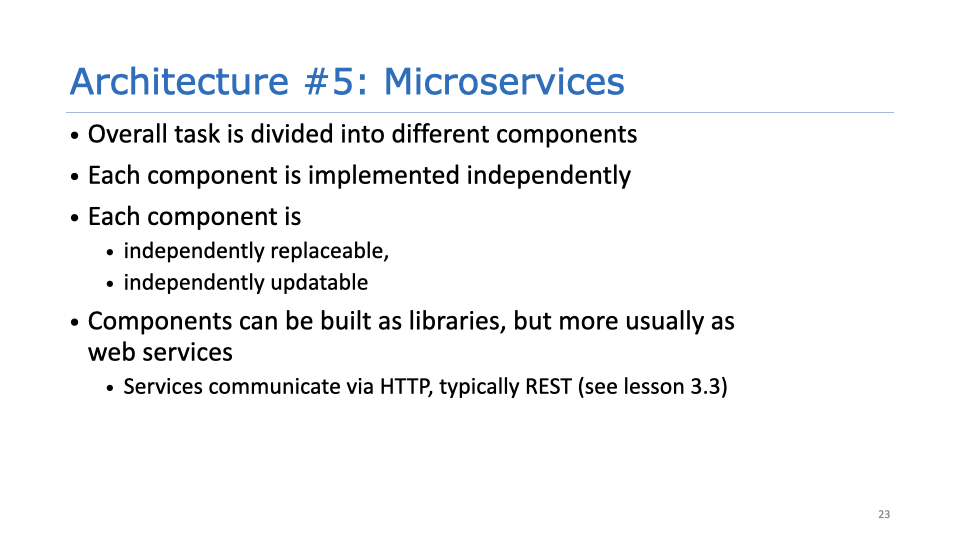 Architecture #5: Microservices
• Overall task is divided into different components
• Each component is implemented independently
• Each component is
• independently replaceable,
• independently updatable
• Components can be built as libraries, but more usually as
web services
• Services communicate via HTTP, typically REST (see lesson 3.3)
23